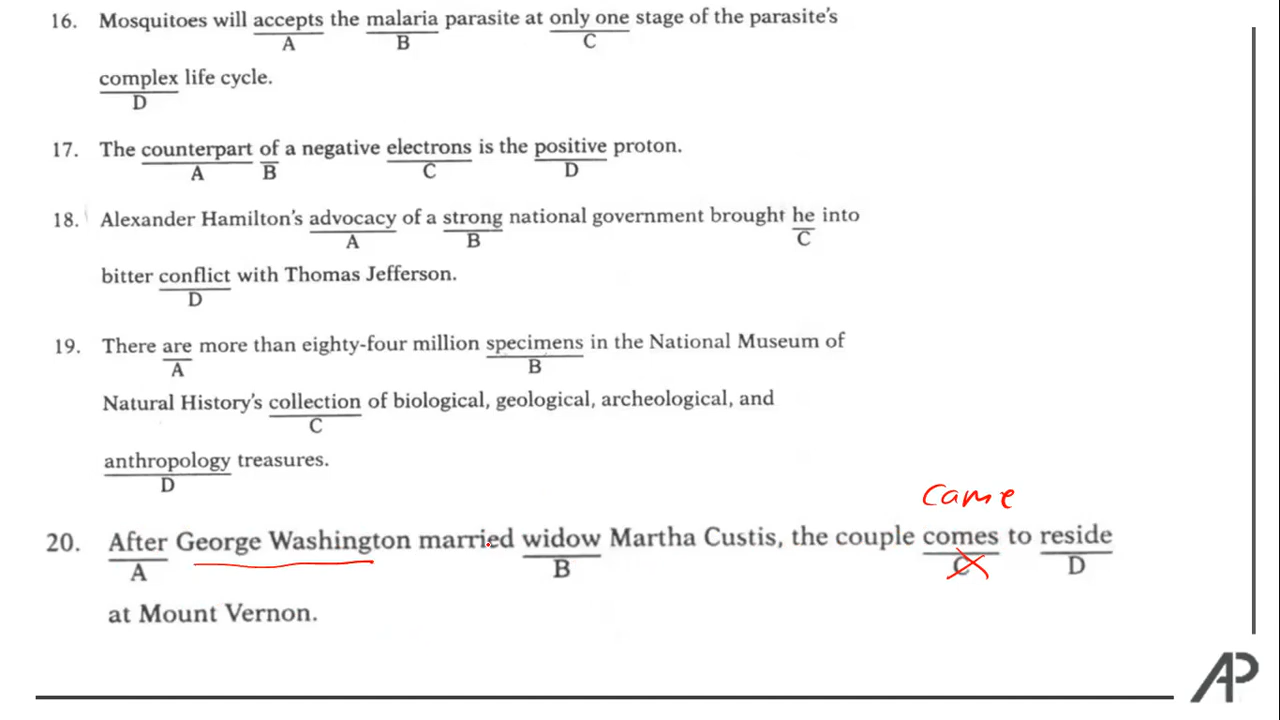 16. Mosquitoes will accepts the malaria parasite at only one stage of the parasite's
A B C
complex life cycle.
D
17. The counterpart of a negative electrons is the positive proton.
A B C D
18. Alexander Hamilton's advocacy of a strong national government brought he into
A B C
bitter conflict with Thomas Jefferson.
D
19. There are more than eighty-four million specimens in the National Museum of
A B
Natural History's collection of biological, geological, archeological, and
C
anthropology treasures.
D
came
20. After George Washington married widow Martha Custis, the couple comes to reside
A B C D
at Mount Vernon.
AP